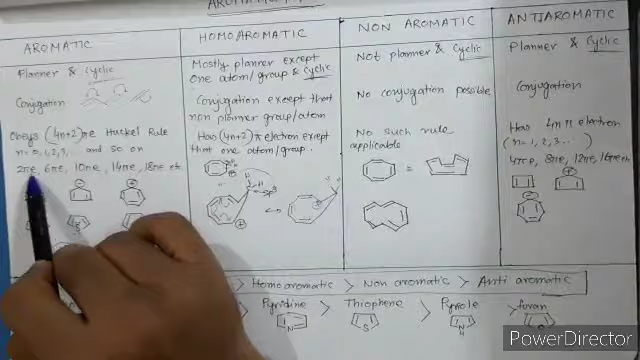 AROMATIC
Planner & Cyclic
Conjugation
Obeys (4n+2)πe Huckel Rule
n=0,1,2,3,... and so on
2πe, 6πe, 10πe, 14πe, 18πe etc.
HOMOAROMATIC
Mostly planner except
One atom/group & Cyclic
Conjugation except that
non planner group/atom
Has (4n+2) π electron except
that one atom/group.
H
H
NON AROMATIC
Not planner & Cyclic
No conjugation possible
No such rule
applicable
=
ANTIAROMATIC
Planner & Cyclic
Conjugation
Has 4nπ electron
(n=1, 2, 3...)
4πe, 8πe, 12πe, 16πe etc
> Homoaromatic > Non aromatic > Anti aromatic
> Pyridine > Thiophene > Pyrrole > furan
N
S
N
H
PowerDirector